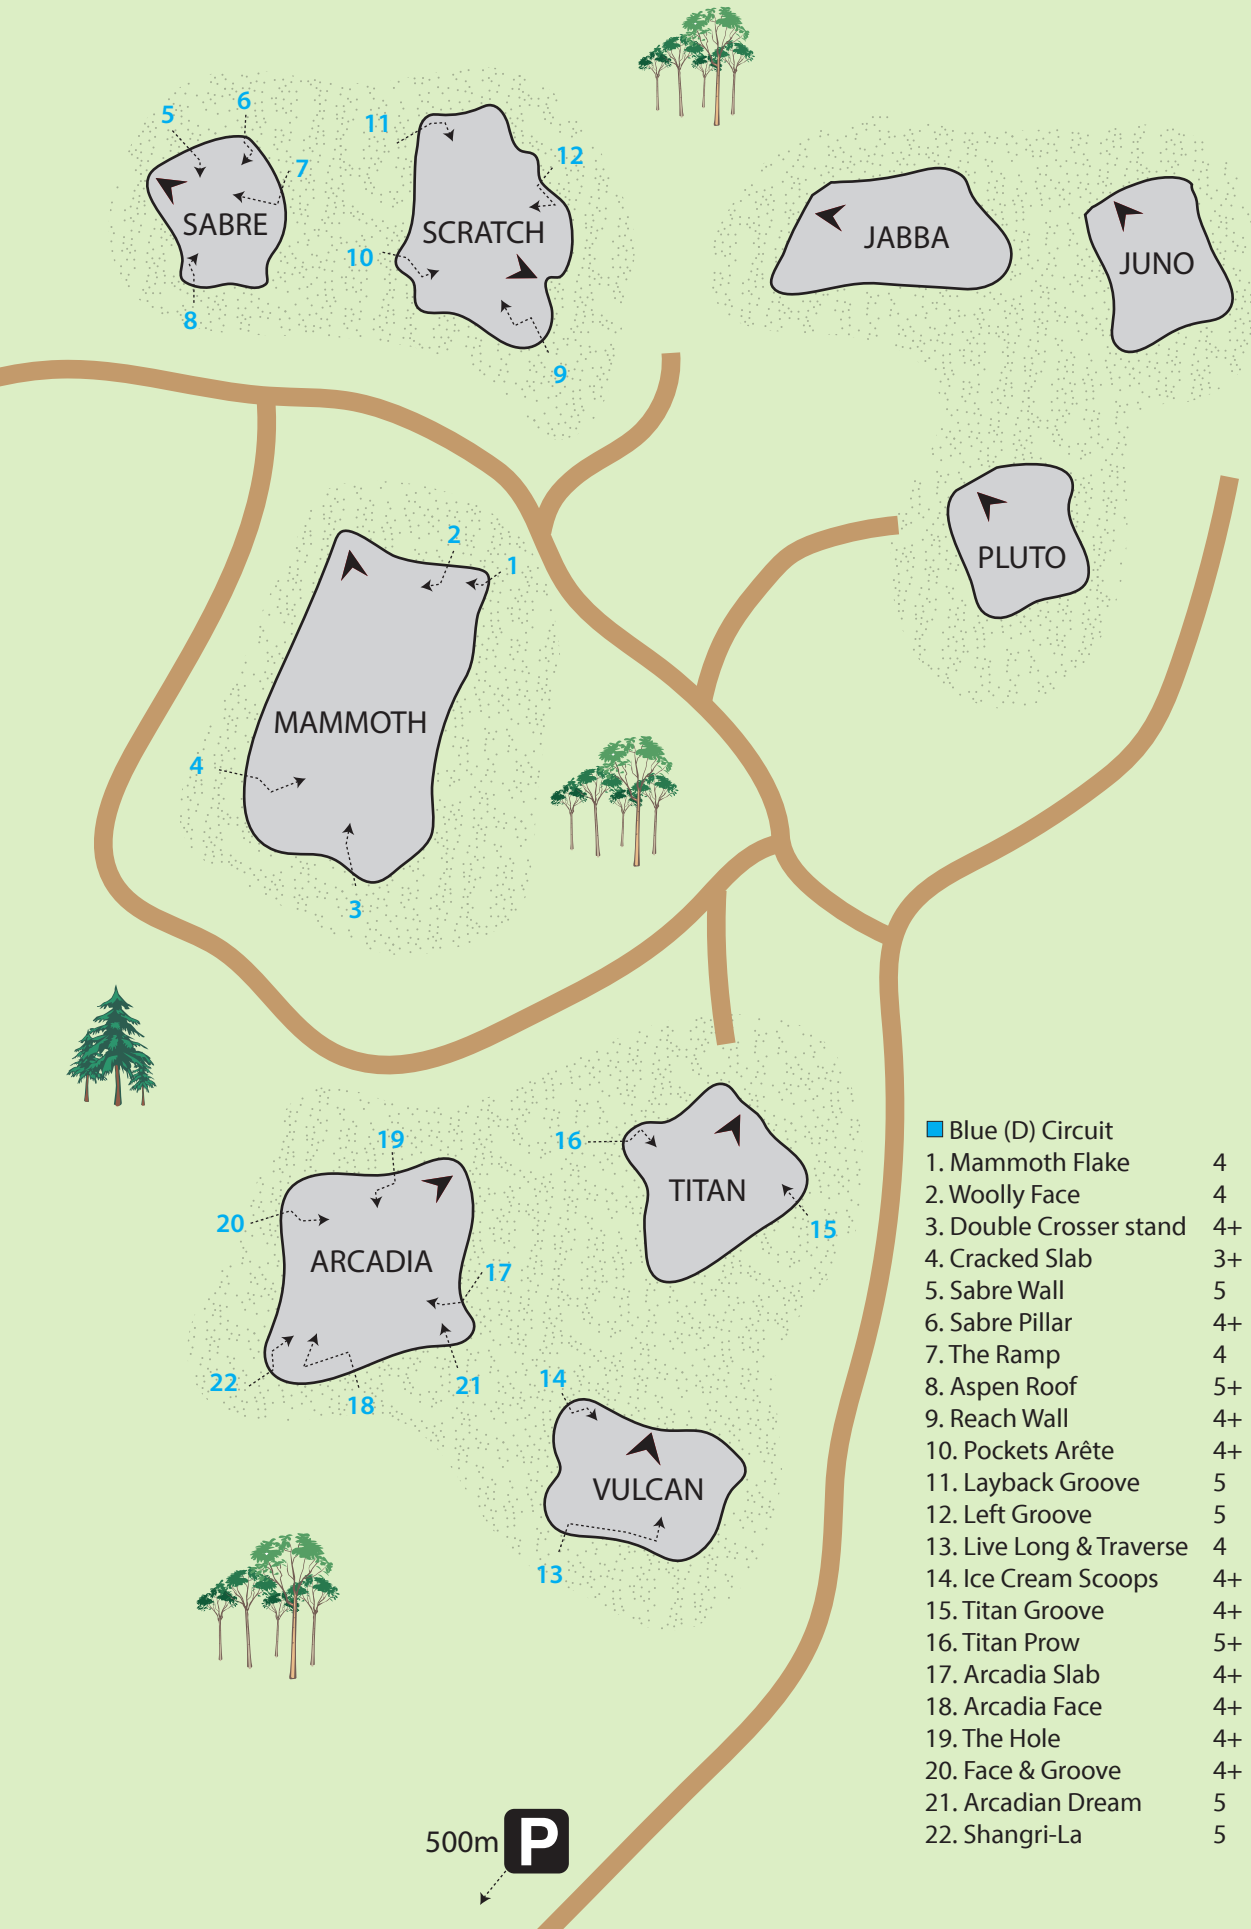 5
6
7
SABRE
8
11
12
SCRATCH
10
9
JABBA
JUNO
PLUTO
2
1
MAMMOTH
4
3
16
TITAN
15
19
20
ARCADIA
17
22
18
21
14
VULCAN
13
500m P
Blue (D) Circuit
1. Mammoth Flake 4
2. Woolly Face 4
3. Double Crosser stand 4+
4. Cracked Slab 3+
5. Sabre Wall 5
6. Sabre Pillar 4+
7. The Ramp 4
8. Aspen Roof 5+
9. Reach Wall 4+
10. Pockets Arête 4+
11. Layback Groove 5
12. Left Groove 5
13. Live Long & Traverse 4
14. Ice Cream Scoops 4+
15. Titan Groove 4+
16. Titan Prow 5+
17. Arcadia Slab 4+
18. Arcadia Face 4+
19. The Hole 4+
20. Face & Groove 4+
21. Arcadian Dream 5
22. Shangri-La 5